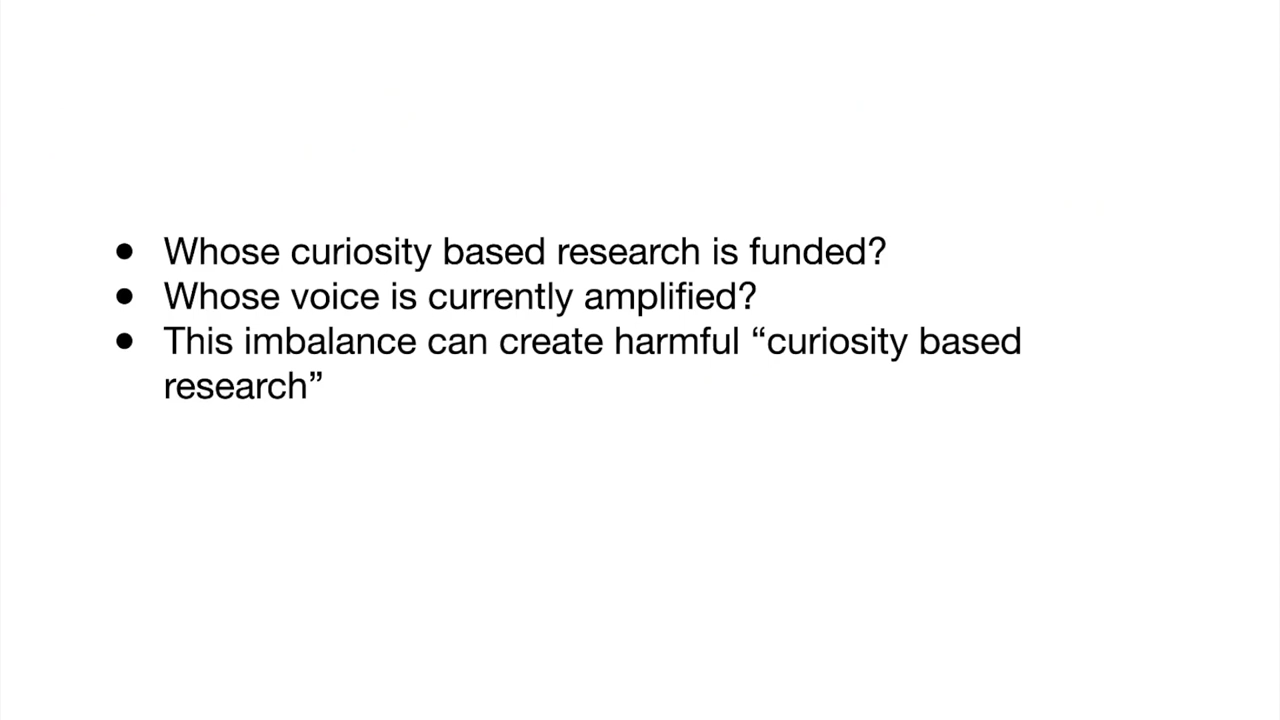 ● Whose curiosity based research is funded?
● Whose voice is currently amplified?
● This imbalance can create harmful “curiosity based
research”